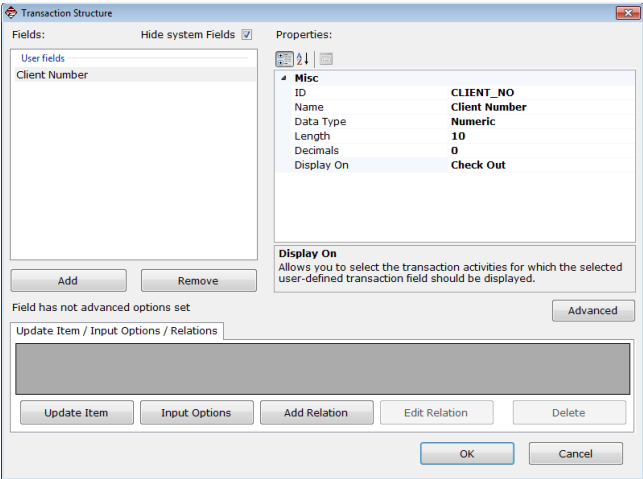 Transaction Structure
Fields:
Hide system Fields
Properties:
User fields
Client Number
Misc
ID CLIENT_NO
Name Client Number
Data Type Numeric
Length 10
Decimals 0
Display On Check Out
Display On
Allows you to select the transaction activities for which the selected
user-defined transaction field should be displayed.
Add
Remove
Field has not advanced options set
Advanced
Update Item / Input Options / Relations
Update Item
Input Options
Add Relation
Edit Relation
Delete
OK
Cancel